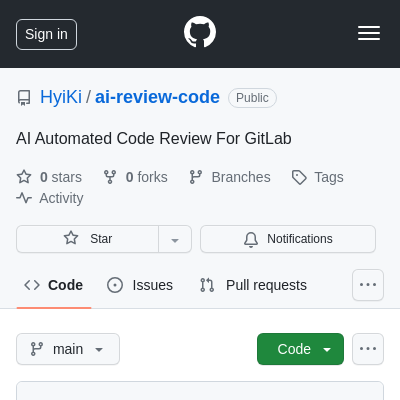 Sign in
HyiKi / ai-review-code Public
AI Automated Code Review For GitLab
0 stars 0 forks Branches Tags
Activity
Star Notifications
Code Issues Pull requests
main Code